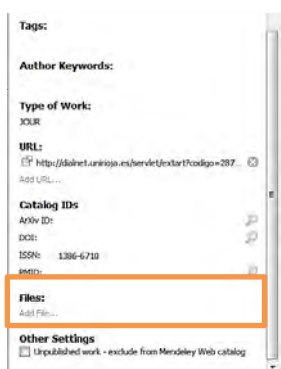 Tags:
Author Keywords:
Type of Work:
JOUR
URL:
http://dialnet.unirioja.es/servlet/extart?codigo=287...
Add URL...
Catalog IDs
ArXiv ID:
DOI:
ISSN: 1386-6710
PMID:
Files:
Add File...
Other Settings
Unpublished work - exclude from Mendeley Web catalog